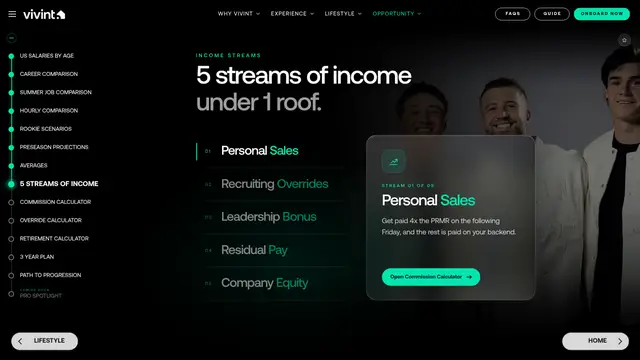 vivint
WHY VIVINT
EXPERIENCE
LIFESTYLE
OPPORTUNITY
FAQS
GUIDE
ONBOARD NOW
US SALARIES BY AGE
CAREER COMPARISON
SUMMER JOB COMPARISON
HOURLY COMPARISON
ROOKIE SCENARIOS
PRESEASON PROJECTIONS
AVERAGES
5 STREAMS OF INCOME
COMMISSION CALCULATOR
OVERRIDE CALCULATOR
RETIREMENT CALCULATOR
3 YEAR PLAN
PATH TO PROGRESSION
COMING SOON
PRO SPOTLIGHT
INCOME STREAMS
5 streams of income
under 1 roof.
01 Personal Sales
02 Recruiting Overrides
03 Leadership Bonus
04 Residual Pay
05 Company Equity
STREAM 01 OF 05
Personal Sales
Get paid 4x the PRMR on the following
Friday, and the rest is paid on your backend.
Open Commission Calculator
LIFESTYLE
HOME